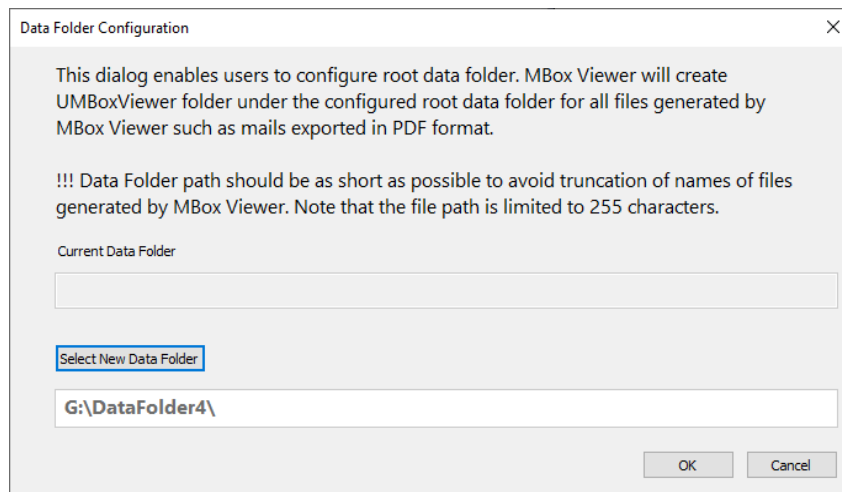 Data Folder Configuration
This dialog enables users to configure root data folder. MBox Viewer will create
UMBoxViewer folder under the configured root data folder for all files generated by
MBox Viewer such as mails exported in PDF format.
!!! Data Folder path should be as short as possible to avoid truncation of names of files
generated by MBox Viewer. Note that the file path is limited to 255 characters.
Current Data Folder
Select New Data Folder
G:\DataFolder4\
OK
Cancel